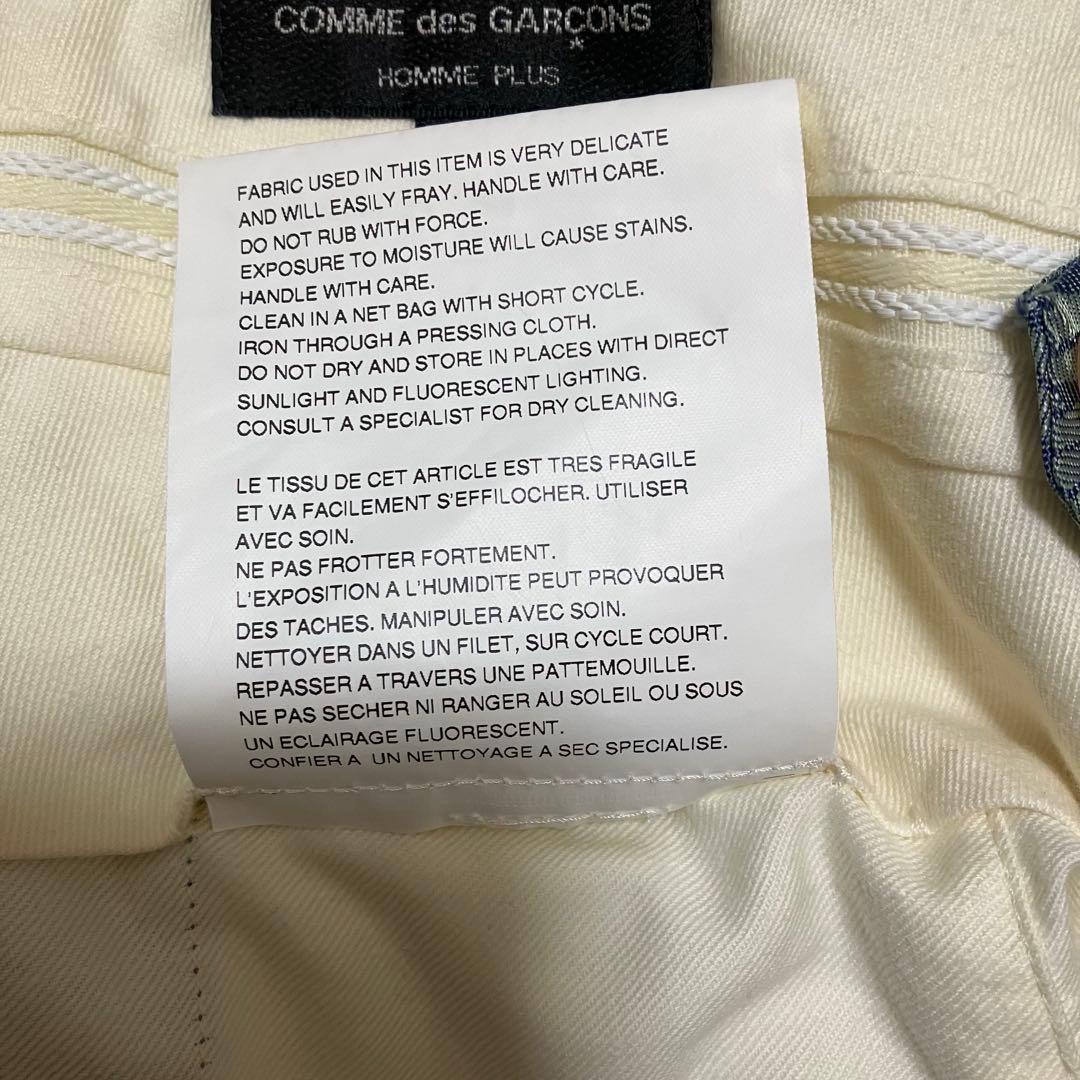 COMME des GARÇONS
*
HOMME PLUS
FABRIC USED IN THIS ITEM IS VERY DELICATE
AND WILL EASILY FRAY. HANDLE WITH CARE.
DO NOT RUB WITH FORCE.
EXPOSURE TO MOISTURE WILL CAUSE STAINS.
HANDLE WITH CARE.
CLEAN IN A NET BAG WITH SHORT CYCLE.
IRON THROUGH A PRESSING CLOTH.
DO NOT DRY AND STORE IN PLACES WITH DIRECT
SUNLIGHT AND FLUORESCENT LIGHTING.
CONSULT A SPECIALIST FOR DRY CLEANING.
LE TISSU DE CET ARTICLE EST TRES FRAGILE
ET VA FACILEMENT S'EFFILOCHER. UTILISER
AVEC SOIN.
NE PAS FROTTER FORTEMENT.
L'EXPOSITION A L'HUMIDITE PEUT PROVOQUER
DES TACHES. MANIPULER AVEC SOIN.
NETTOYER DANS UN FILET, SUR CYCLE COURT.
REPASSER A TRAVERS UNE PATTEMOUILLE.
NE PAS SECHER NI RANGER AU SOLEIL OU SOUS
UN ECLAIRAGE FLUORESCENT.
CONFIER A UN NETTOYAGE A SEC SPECIALISE.